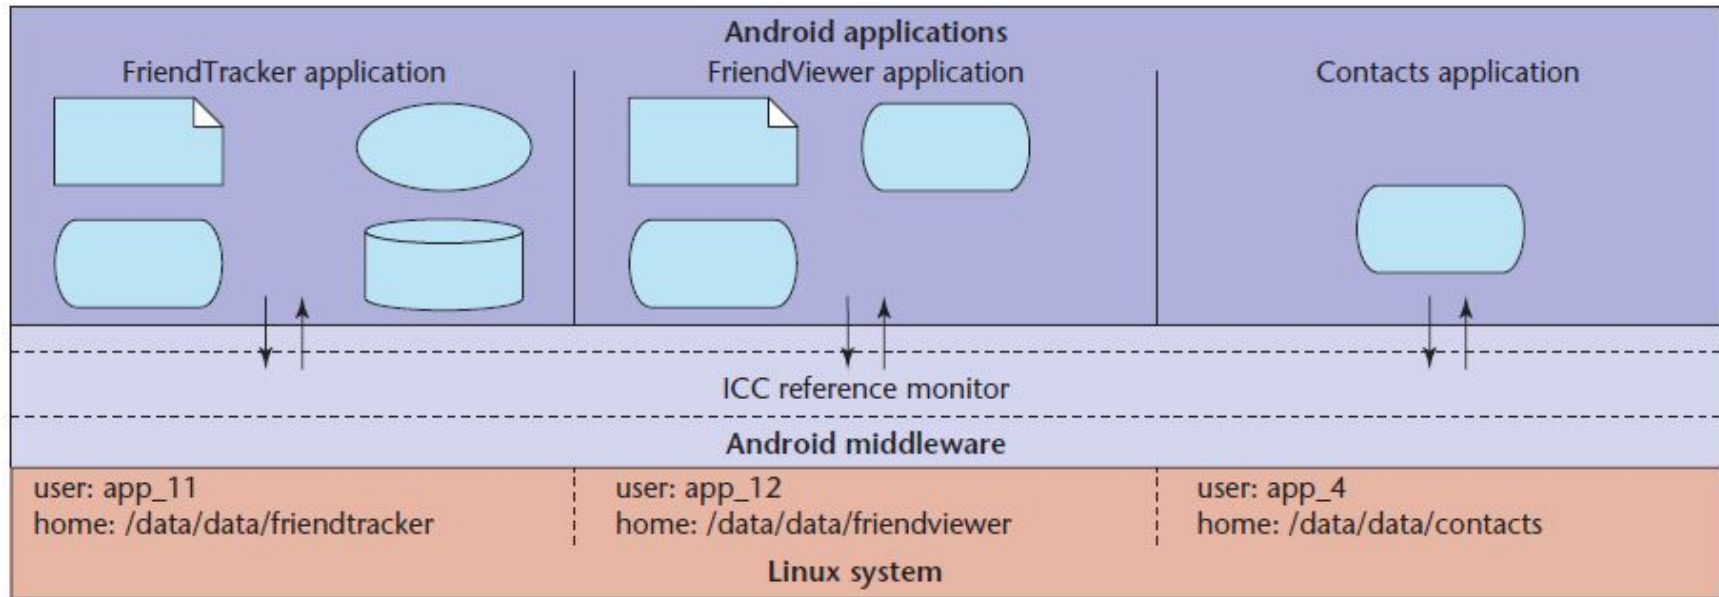 Android applications
FriendTracker application
FriendViewer application
Contacts application
ICC reference monitor
Android middleware
user: app_11
home: /data/data/friendtracker
user: app_12
home: /data/data/friendviewer
user: app_4
home: /data/data/contacts
Linux system